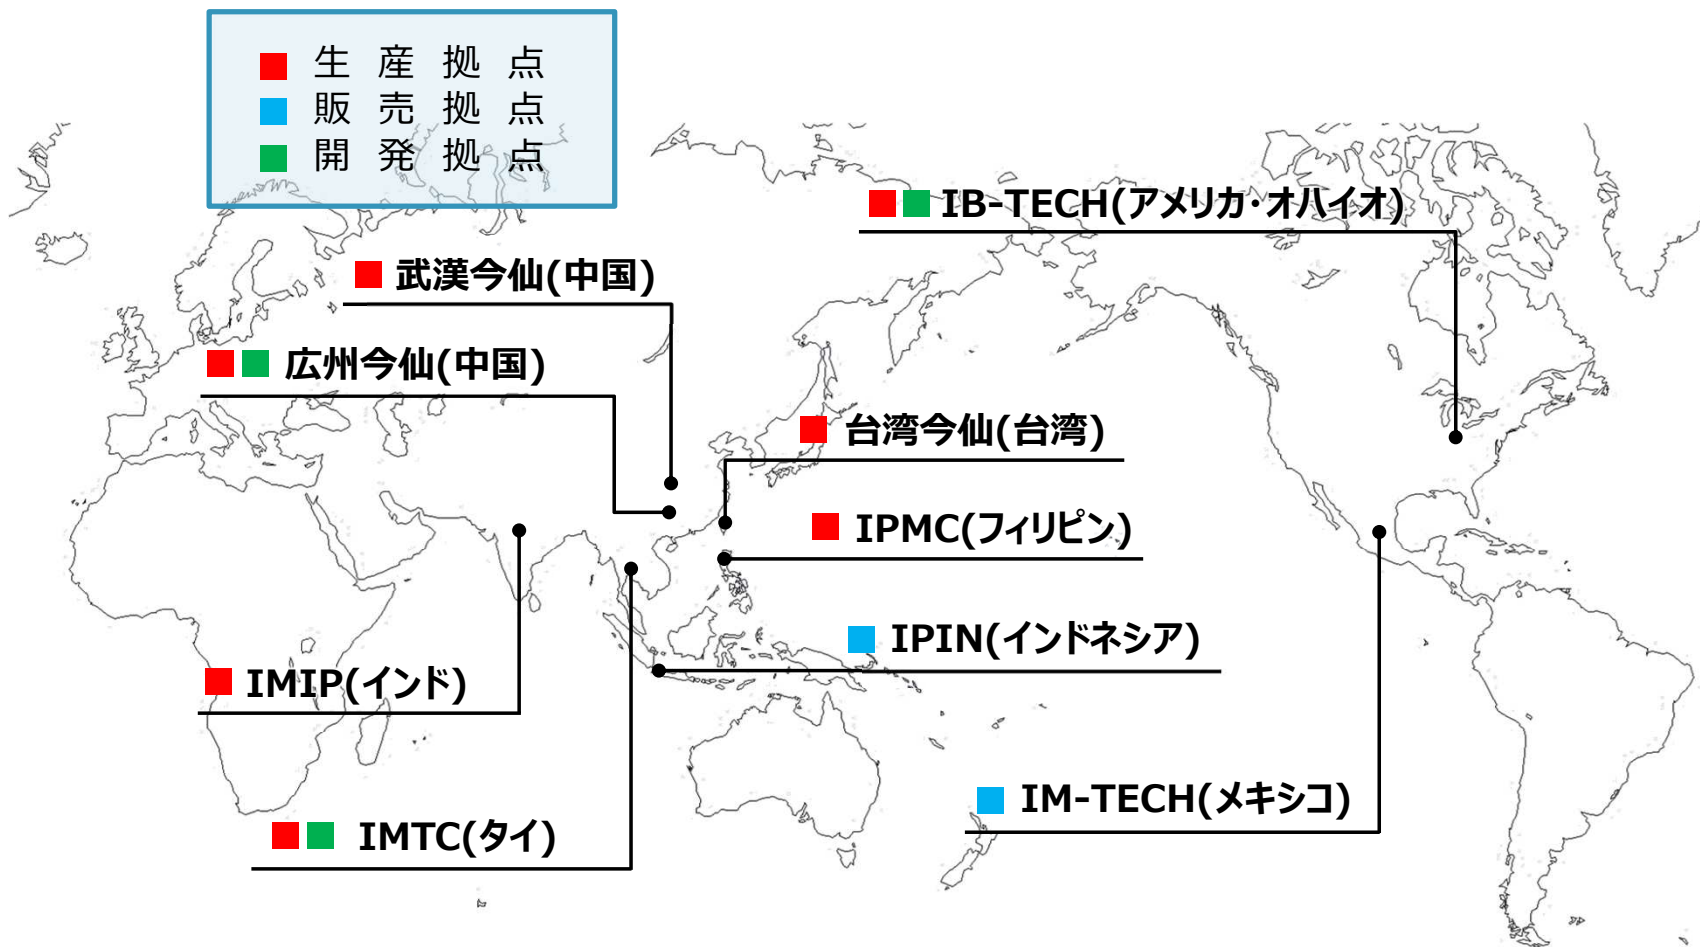 生産拠点
販売拠点
開発拠点
IB-TECH(アメリカ・オハイオ)
武漢今仙(中国)
広州今仙(中国)
台湾今仙(台湾)
IPMC(フィリピン)
IPIN(インドネシア)
IMIP(インド)
IM-TECH(メキシコ)
IMTC(タイ)